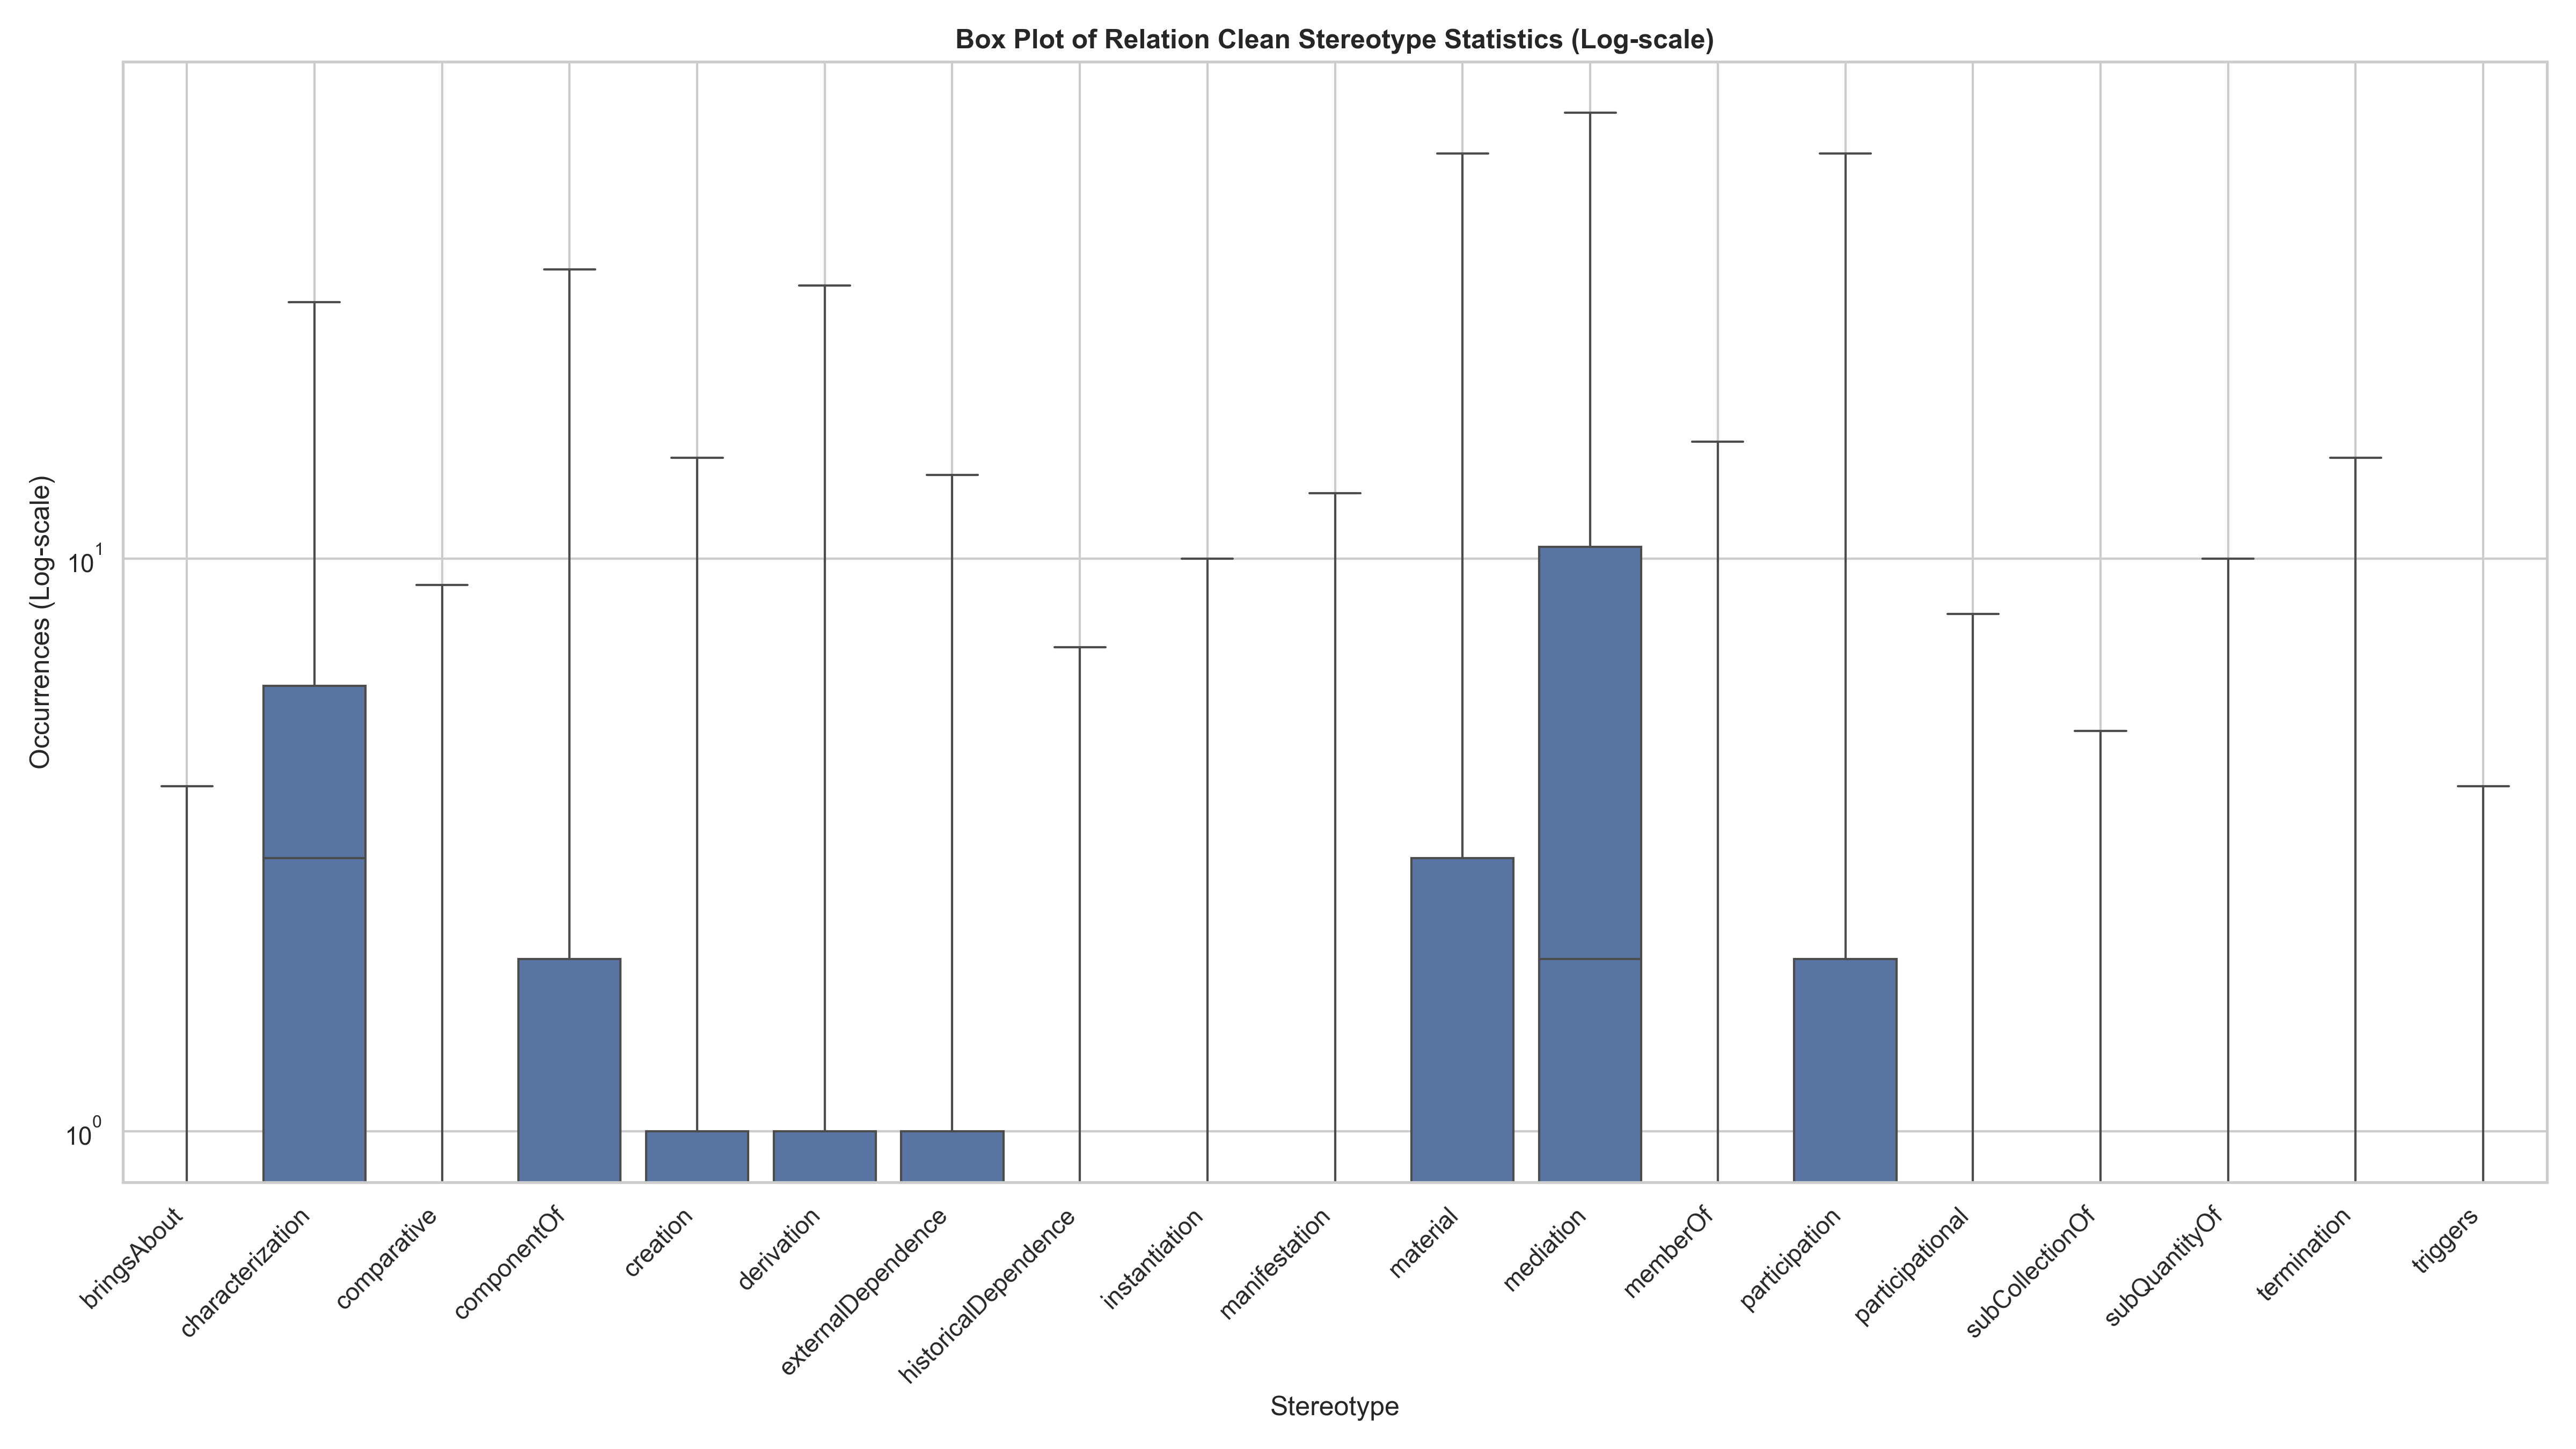 Box Plot of Relation Clean Stereotype Statistics (Log-scale)
Occurrences (Log-scale)
10^1
10^0
bringsAbout
characterization
comparative
componentOf
creation
derivation
externalDependence
historicalDependence
instantiation
manifestation
material
mediation
memberOf
participation
participational
subCollectionOf
subQuantityOf
termination
triggers
Stereotype